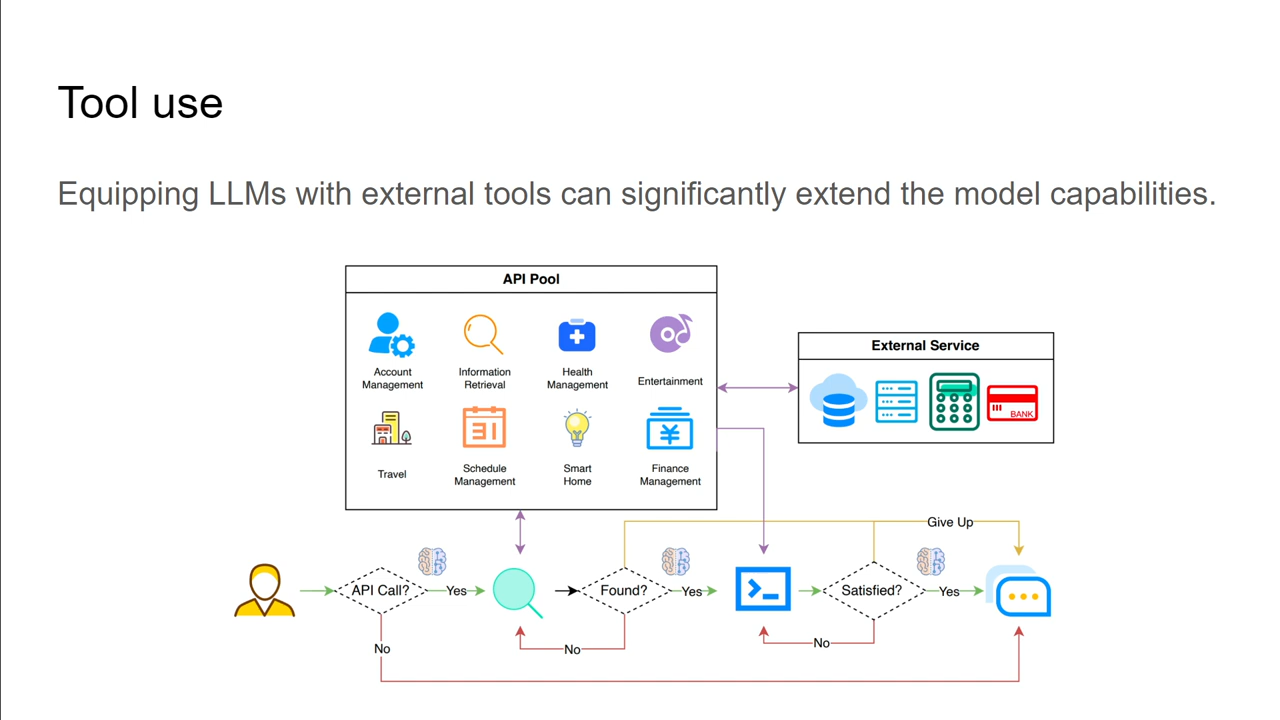 Tool use
Equipping LLMs with external tools can significantly extend the model capabilities.
API Pool
Account
Management
Information
Retrieval
Health
Management
Entertainment
Travel
31
Schedule
Management
Smart
Home
¥
Finance
Management
External Service
BANK
Give Up
API Call?
Yes
Found?
Yes
Satisfied?
Yes
No
No
No